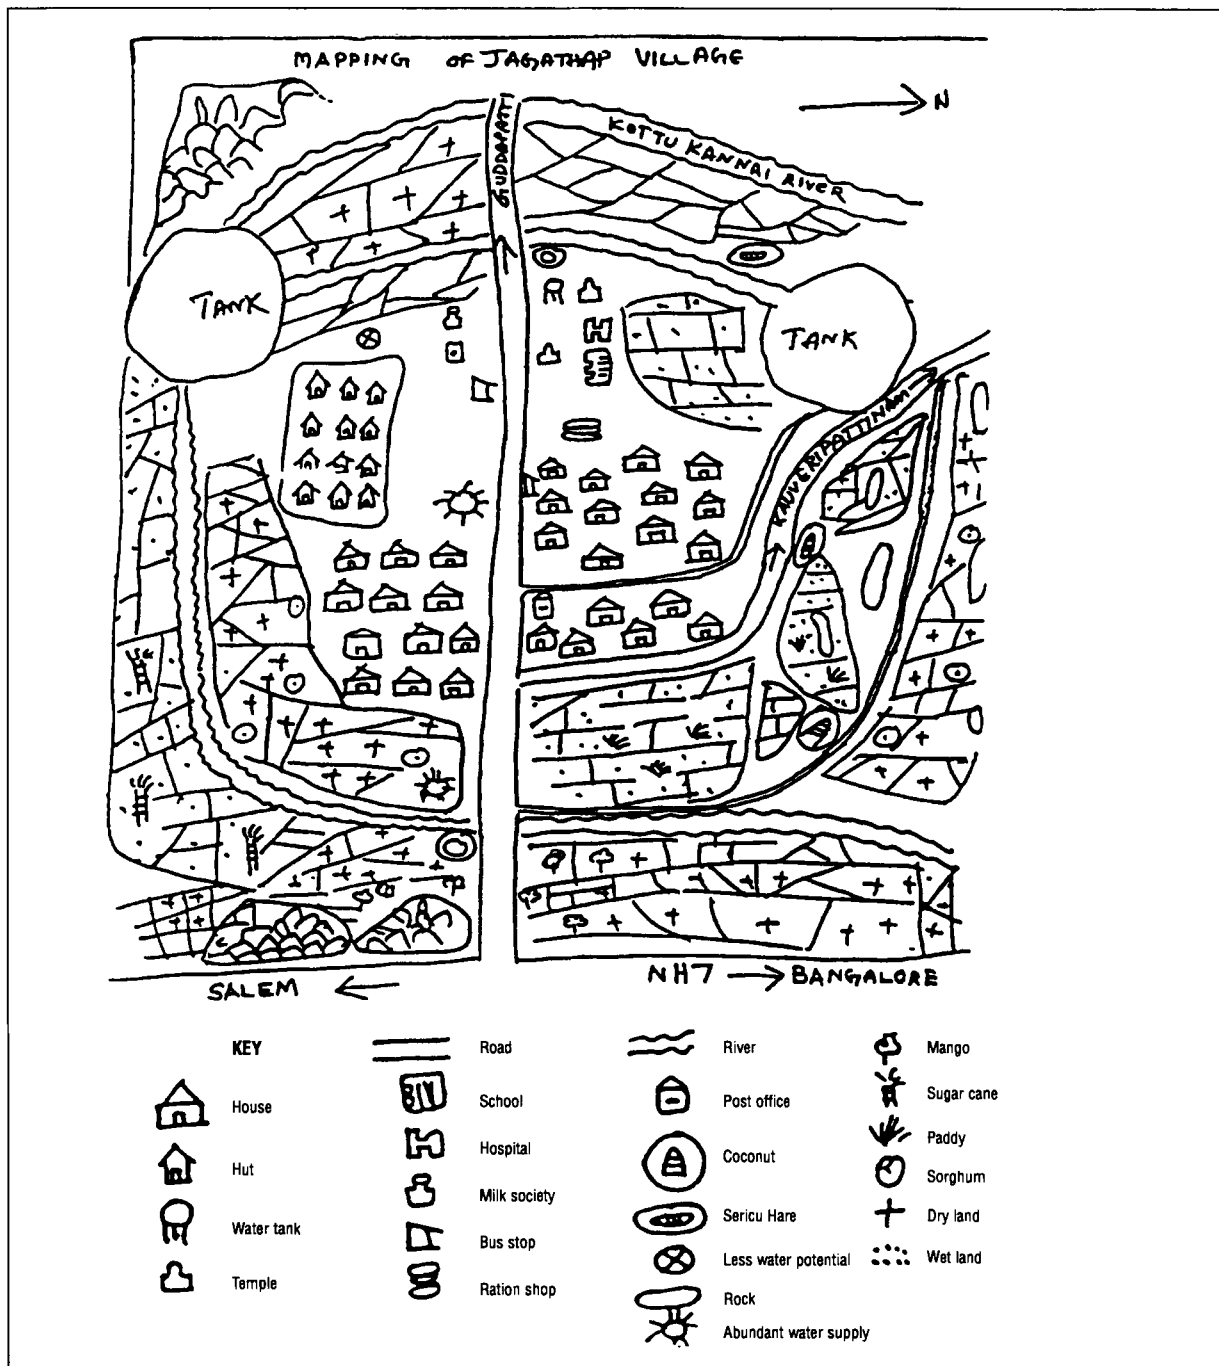 MAPPING OF JAGATHAP VILLAGE
N
GUDDAPATTI
KOTTU KANNAI RIVER
TANK
TANK
KAUVERIPATTINAM
SALEM
NH7
BANGALORE
KEY
Road
River
Mango
House
School
Post office
Sugar cane
Hut
Hospital
Coconut
Paddy
Sorghum
Water tank
Milk society
Sericu Hare
Dry land
Temple
Bus stop
Less water potential
Wet land
Ration shop
Rock
Abundant water supply